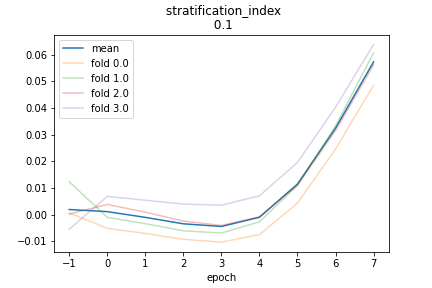 stratification_index
0.1
mean
fold 0.0
fold 1.0
fold 2.0
fold 3.0
0.06
0.05
0.04
0.03
0.02
0.01
0.00
−0.01
−1 0 1 2 3 4 5 6 7
epoch